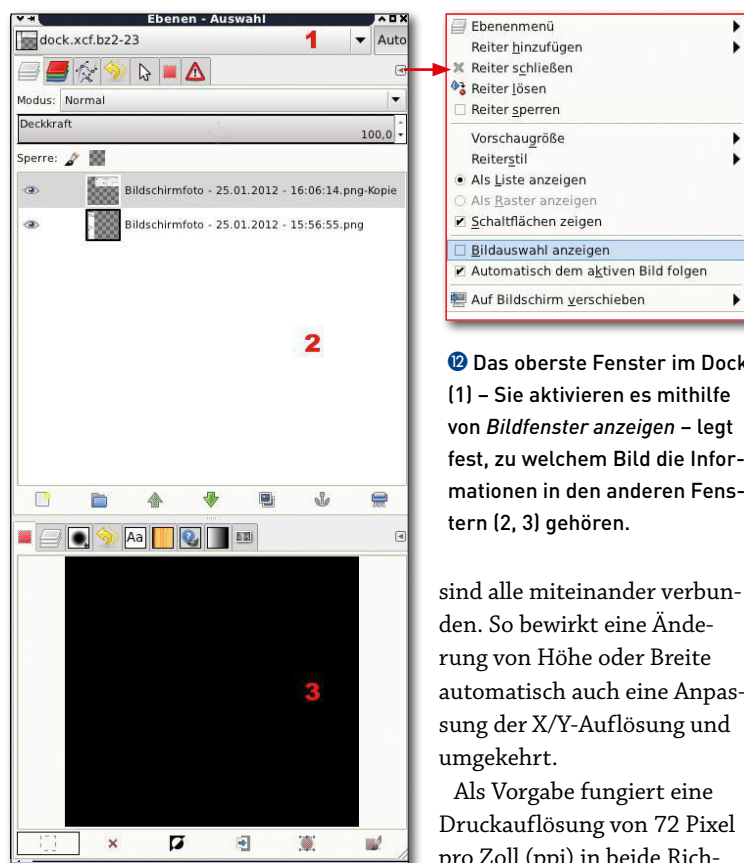 Ebenen - Auswahl
dock.xcf.bz2-23
1
Auto
Modus: Normal
Deckkraft
100,0
Sperre:
Bildschirmfoto - 25.01.2012 - 16:06:14.png-Kopie
Bildschirmfoto - 25.01.2012 - 15:56:55.png
2
Aa
3
Ebenenmenü
Reiter hinzufügen
Reiter schließen
Reiter lösen
Reiter sperren
Vorschaugröße
Reiterstil
Als Liste anzeigen
Als Raster anzeigen
Schaltflächen zeigen
Bildauswahl anzeigen
Automatisch dem aktiven Bild folgen
Auf Bildschirm verschieben
12 Das oberste Fenster im Dock
(1) – Sie aktivieren es mithilfe
von Bildfenster anzeigen – legt
fest, zu welchem Bild die Infor-
mationen in den anderen Fens-
tern (2, 3) gehören.
sind alle miteinander verbun-
den. So bewirkt eine Ände-
rung von Höhe oder Breite
automatisch auch eine Anpas-
sung der X/Y-Auflösung und
umgekehrt.
Als Vorgabe fungiert eine
Druckauflösung von 72 Pixel
pro Zoll (ppi) in beide Rich-